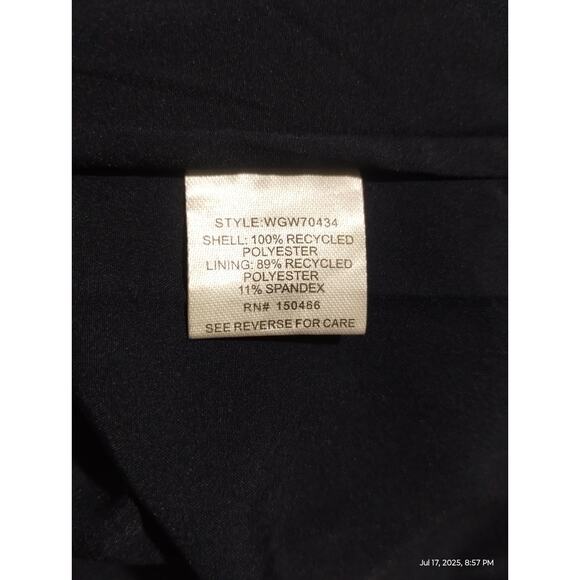 STYLE:WGW70434
SHELL: 100% RECYCLED
POLYESTER
LINING: 89% RECYCLED
POLYESTER
11% SPANDEX
RN# 150466
SEE REVERSE FOR CARE
Jul 17, 2025, 8:57 PM